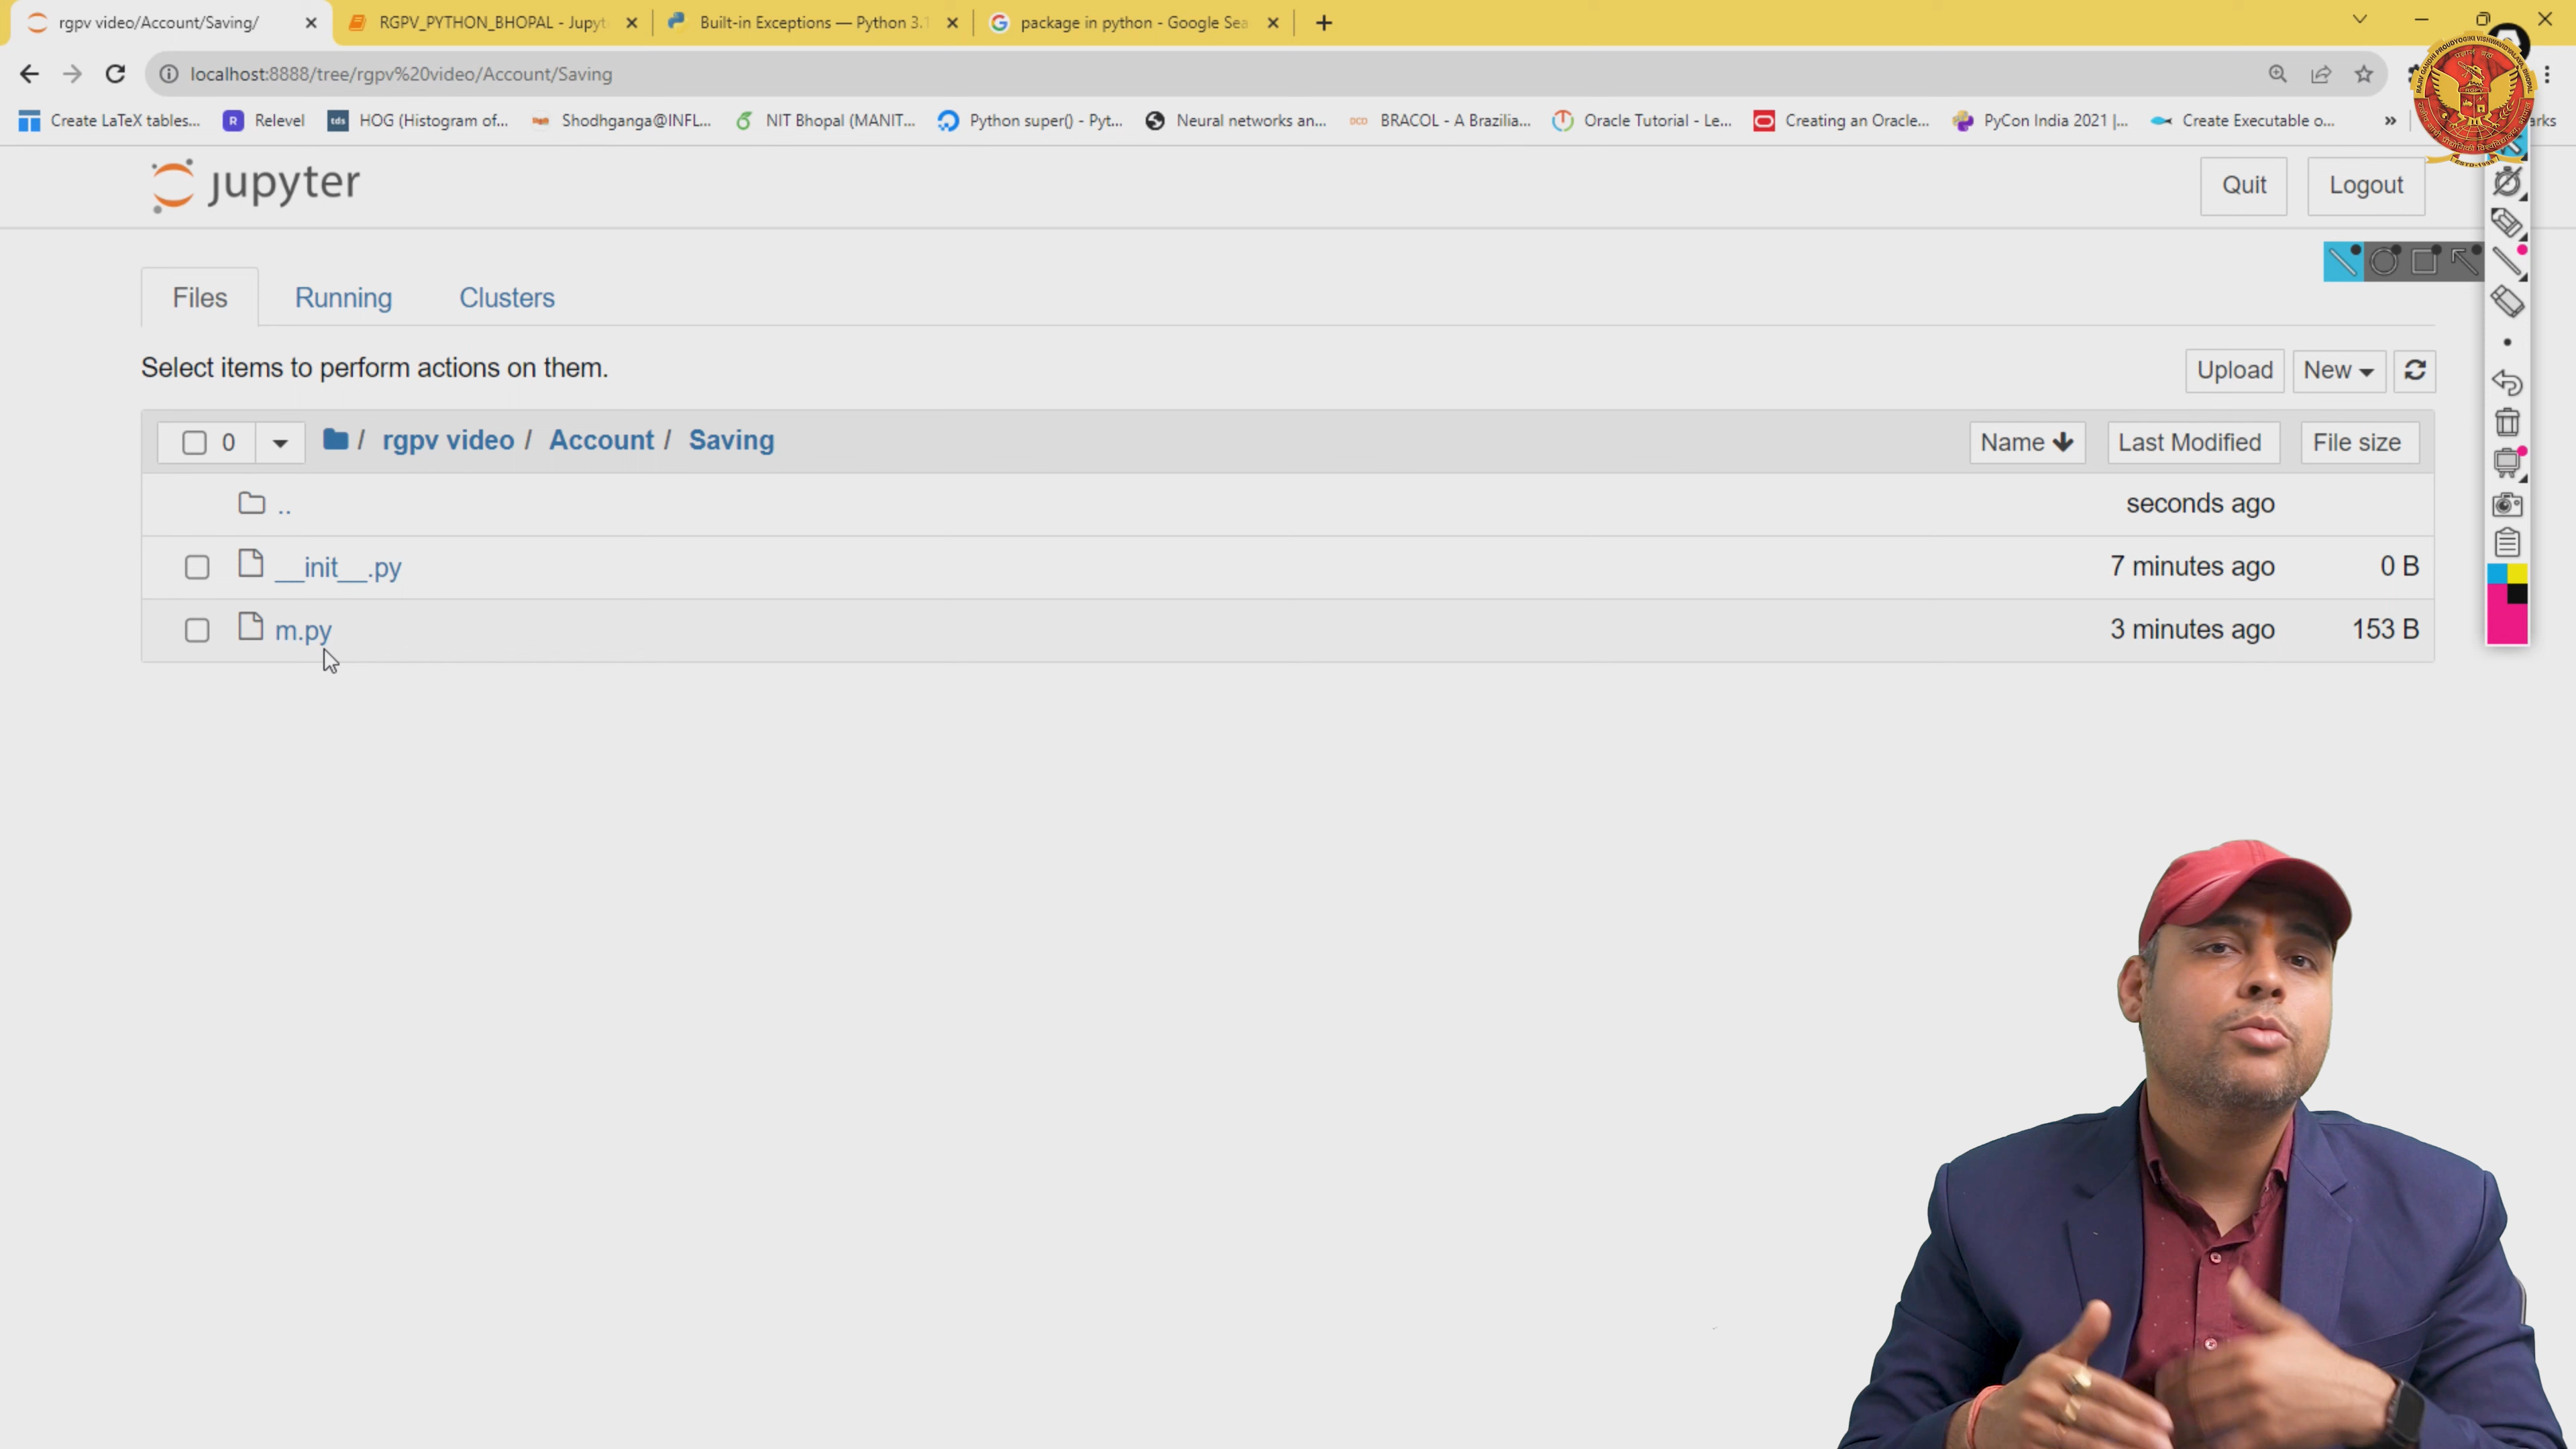 rgpv video/Account/Saving/
RGPV_PYTHON_BHOPAL - Jupyt
Built-in Exceptions — Python 3.1
package in python - Google Sea
localhost:8888/tree/rgpv%20video/Account/Saving
Create LaTeX tables...
R Relevel
tds HOG (Histogram of...
Shodhganga@INFL...
NIT Bhopal (MANIT...
Python super() - Pyt...
Neural networks an...
DCD BRACOL - A Brazilia...
Oracle Tutorial - Le...
Creating an Oracle...
PyCon India 2021 |...
Create Executable o...
»
arks
jupyter
Quit
Logout
Files
Running
Clusters
Select items to perform actions on them.
Upload
New
0
/ rgpv video / Account / Saving
Name
Last Modified
File size
.. seconds ago
__init__.py 7 minutes ago 0 B
m.py 3 minutes ago 153 B